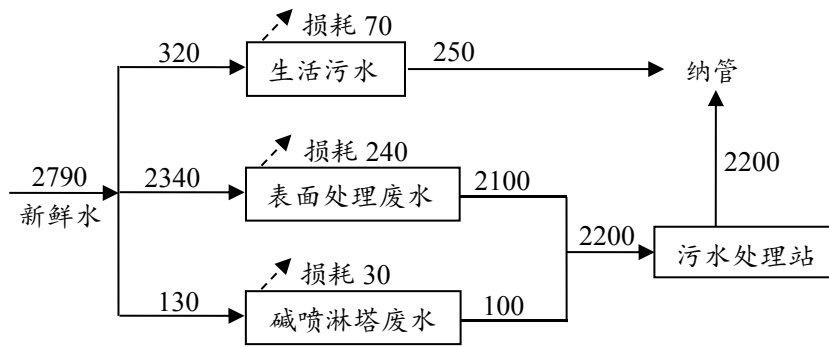 损耗 70
320
生活污水
250
纳管
2790
新鲜水
2340
损耗 240
表面处理废水
2100
2200
2200
污水处理站
130
损耗 30
碱喷淋塔废水
100